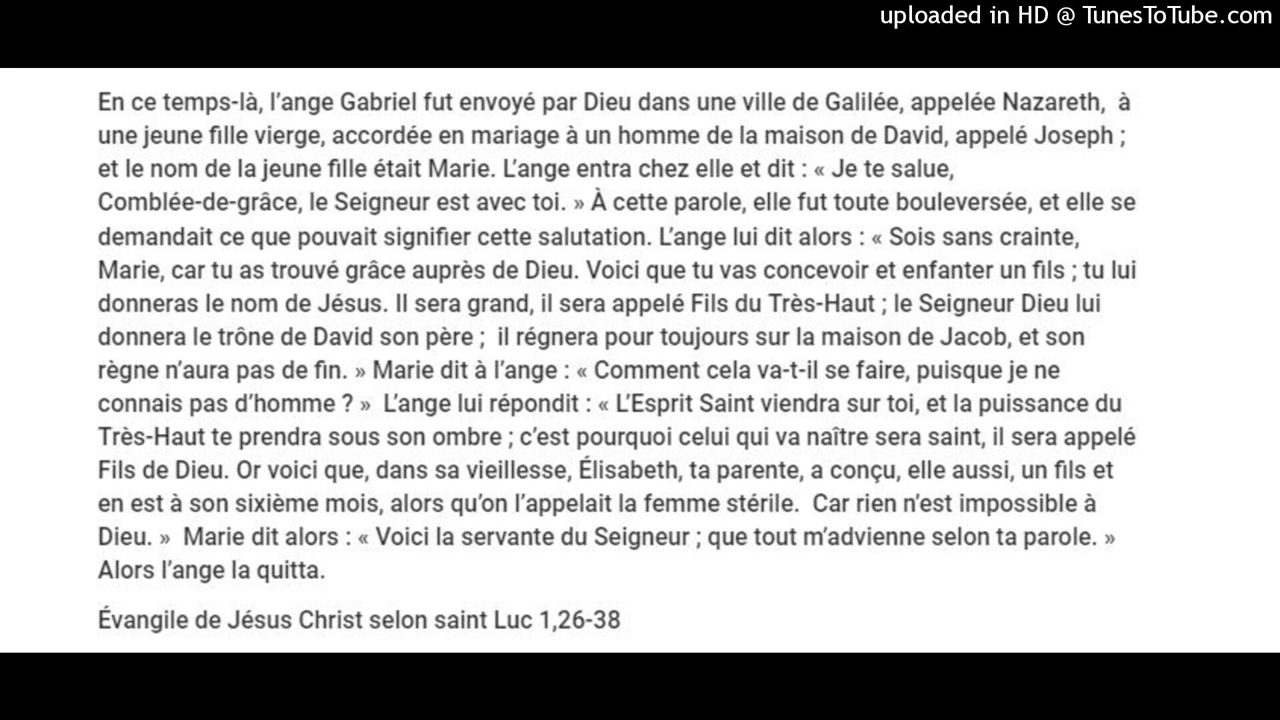 uploaded in HD @ TunesToTube.com
En ce temps-là, l’ange Gabriel fut envoyé par Dieu dans une ville de Galilée, appelée Nazareth,  à
une jeune fille vierge, accordée en mariage à un homme de la maison de David, appelé Joseph ;
et le nom de la jeune fille était Marie. L’ange entra chez elle et dit : « Je te salue,
Comblée-de-grâce, le Seigneur est avec toi. » À cette parole, elle fut toute bouleversée, et elle se
demandait ce que pouvait signifier cette salutation. L’ange lui dit alors : « Sois sans crainte,
Marie, car tu as trouvé grâce auprès de Dieu. Voici que tu vas concevoir et enfanter un fils ; tu lui
donneras le nom de Jésus. Il sera grand, il sera appelé Fils du Très-Haut ; le Seigneur Dieu lui
donnera le trône de David son père ;  il régnera pour toujours sur la maison de Jacob, et son
règne n’aura pas de fin. » Marie dit à l’ange : « Comment cela va-t-il se faire, puisque je ne
connais pas d’homme ? »  L’ange lui répondit : « L’Esprit Saint viendra sur toi, et la puissance du
Très-Haut te prendra sous son ombre ; c’est pourquoi celui qui va naître sera saint, il sera appelé
Fils de Dieu. Or voici que, dans sa vieillesse, Élisabeth, ta parente, a conçu, elle aussi, un fils et
en est à son sixième mois, alors qu’on l’appelait la femme stérile.  Car rien n’est impossible à
Dieu. »  Marie dit alors : « Voici la servante du Seigneur ; que tout m’advienne selon ta parole. »
Alors l’ange la quitta.
Évangile de Jésus Christ selon saint Luc 1,26-38